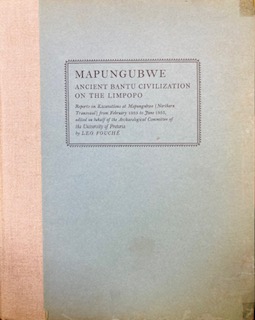 MAPUNGUBWE
ANCIENT BANTU CIVILIZATION
ON THE LIMPOPO
Reports on Excavations at Mapungubwe (Northern
Transvaal) from February 1933 to June 1935,
edited on behalf of the Archaeological Committee of
the University of Pretoria
by LEO FOUCHÉ